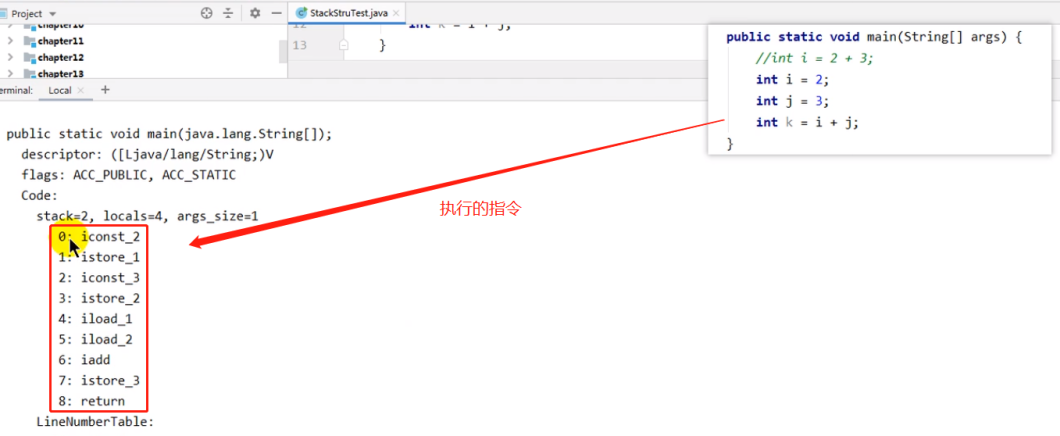 Project
StackStruTest.java
chapter10
chapter11
chapter12
chapter13
12 int k = i + j;
13 }
erminal: Local +
public static void main(java.lang.String[]);
descriptor: ([Ljava/lang/String;)V
flags: ACC_PUBLIC, ACC_STATIC
Code:
stack=2, locals=4, args_size=1
0: iconst_2
1: istore_1
2: iconst_3
3: istore_2
4: iload_1
5: iload_2
6: iadd
7: istore_3
8: return
LineNumberTable:
执行的指令
public static void main(String[] args) {
//int i = 2 + 3;
int i = 2;
int j = 3;
int k = i + j;
}